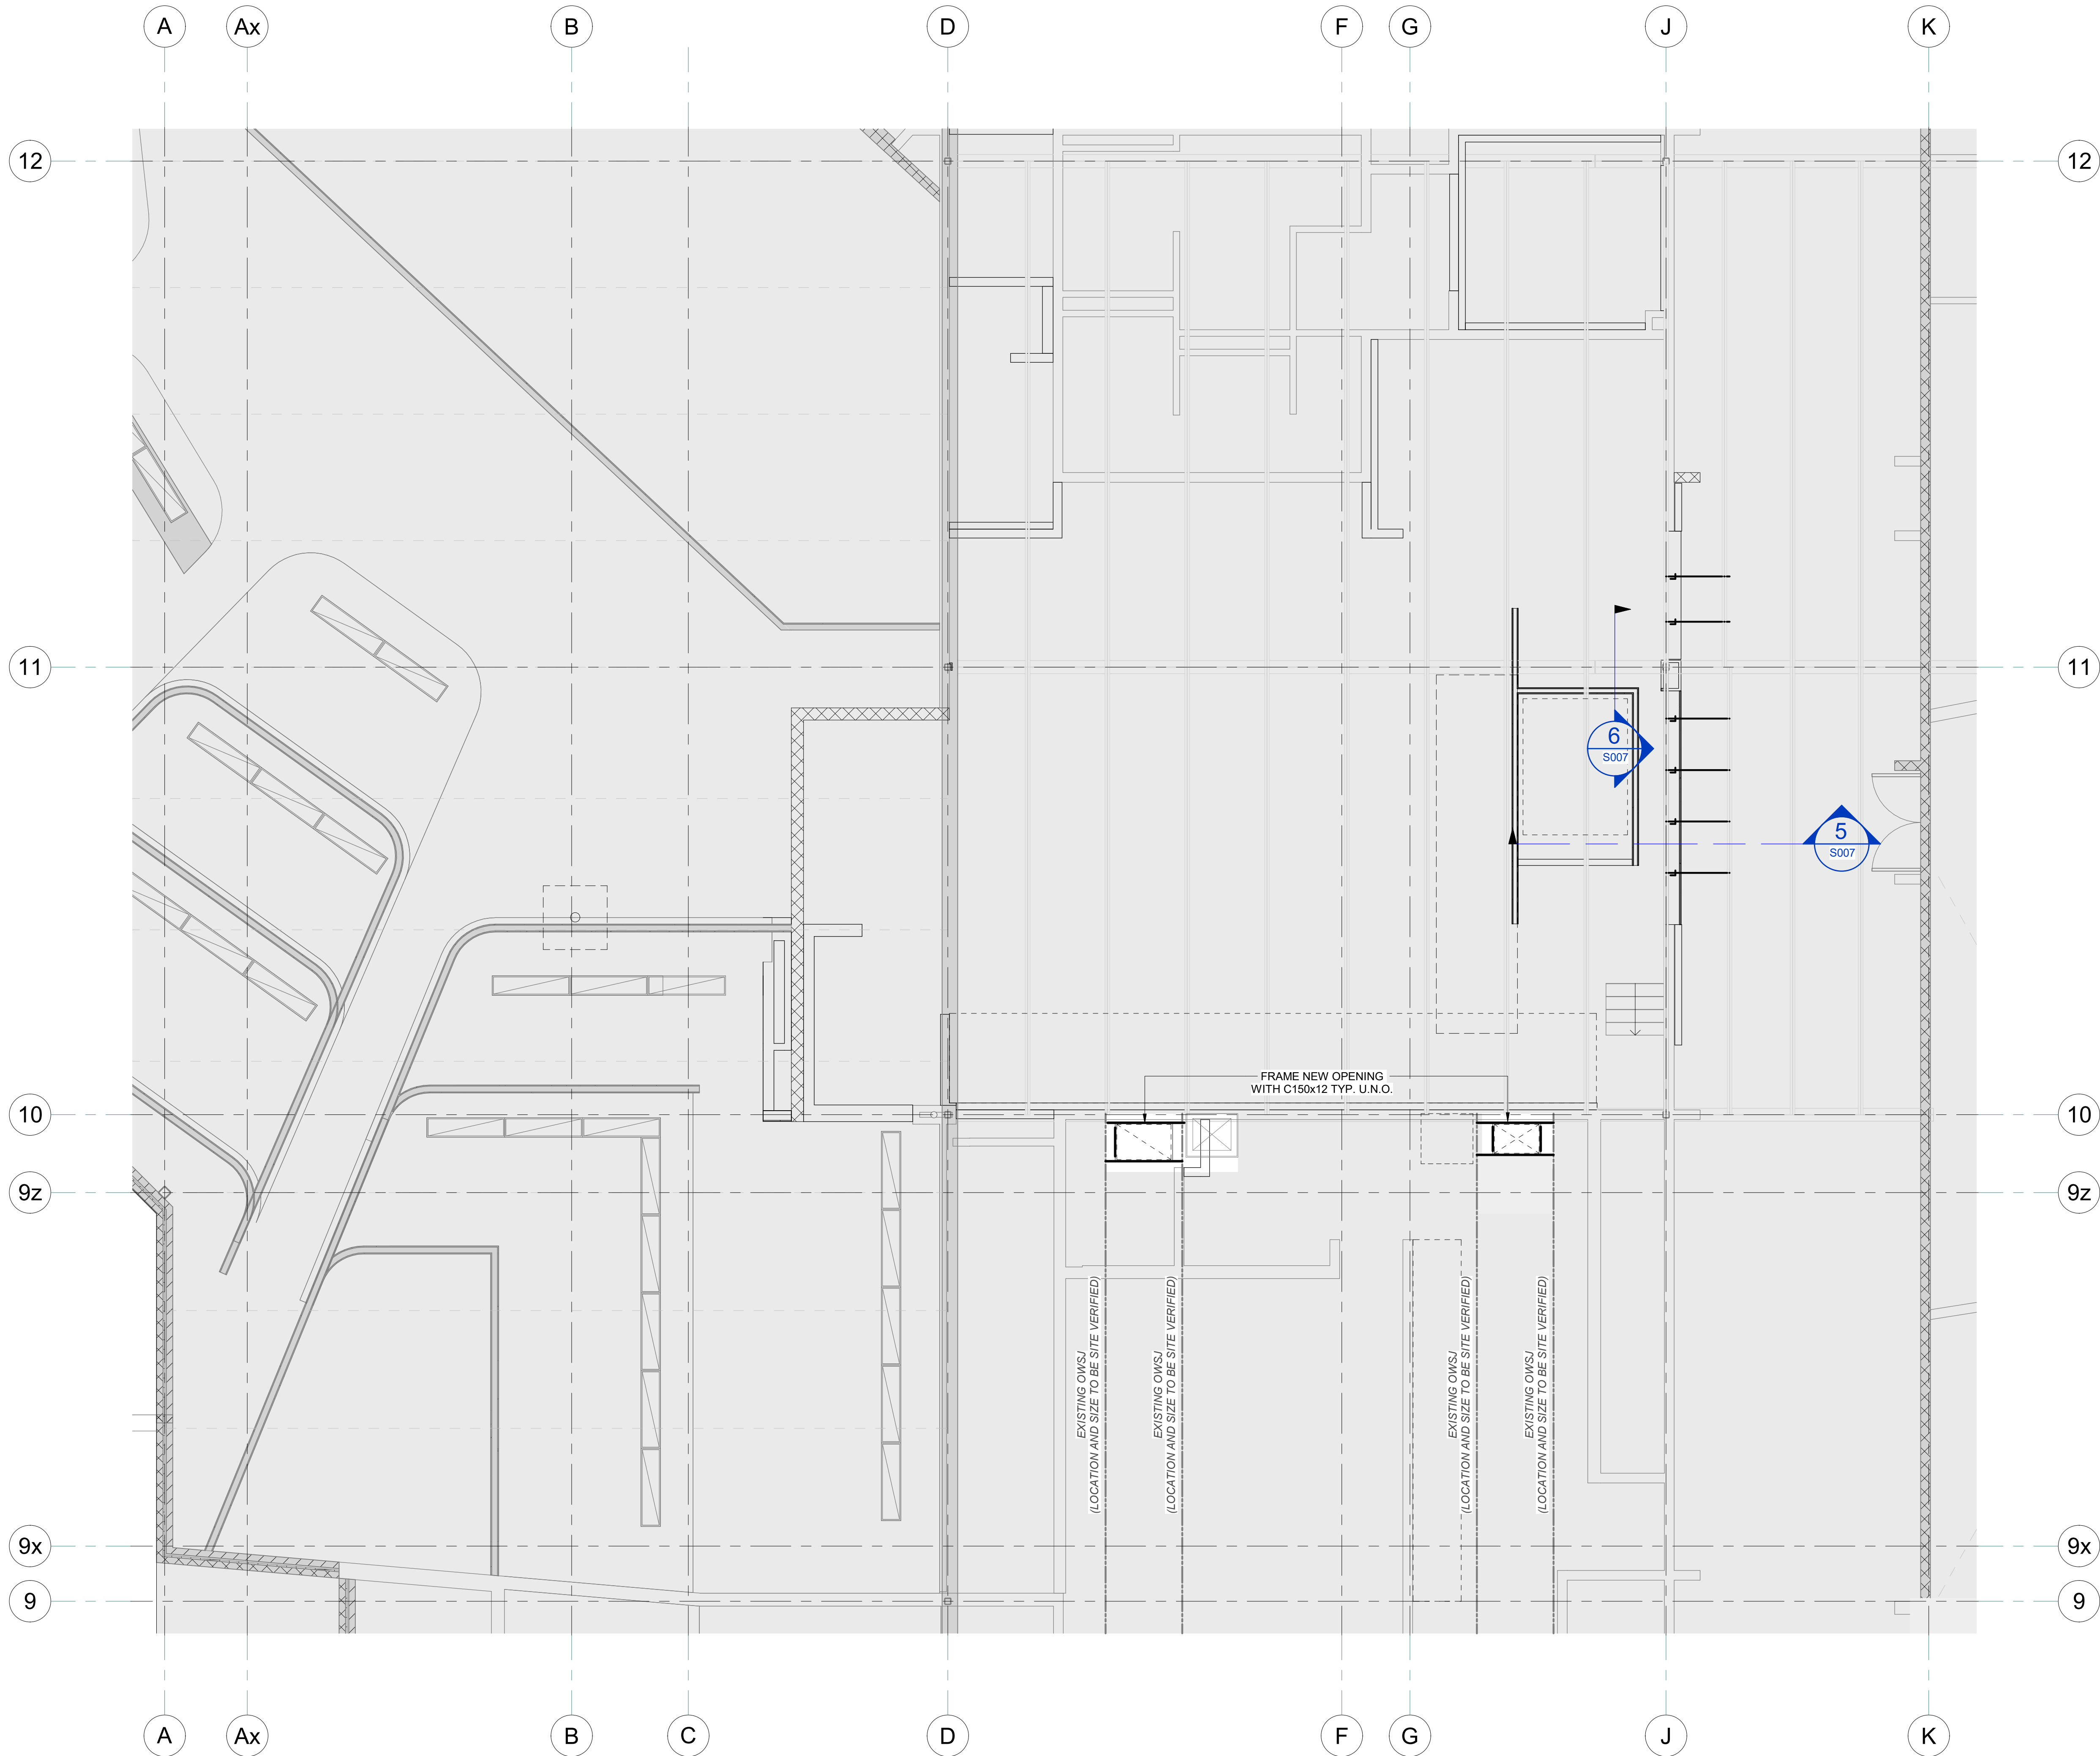 A Ax B D F G J K
12 12
11 11
6
S007
5
S007
FRAME NEW OPENING
WITH C150x12 TYP. U.N.O.
10 10
9z 9z
EXISTING OWSJ
(LOCATION AND SIZE TO BE SITE VERIFIED)
EXISTING OWSJ
(LOCATION AND SIZE TO BE SITE VERIFIED)
EXISTING OWSJ
(LOCATION AND SIZE TO BE SITE VERIFIED)
EXISTING OWSJ
(LOCATION AND SIZE TO BE SITE VERIFIED)
9x 9x
9 9
A Ax B C D F G J K